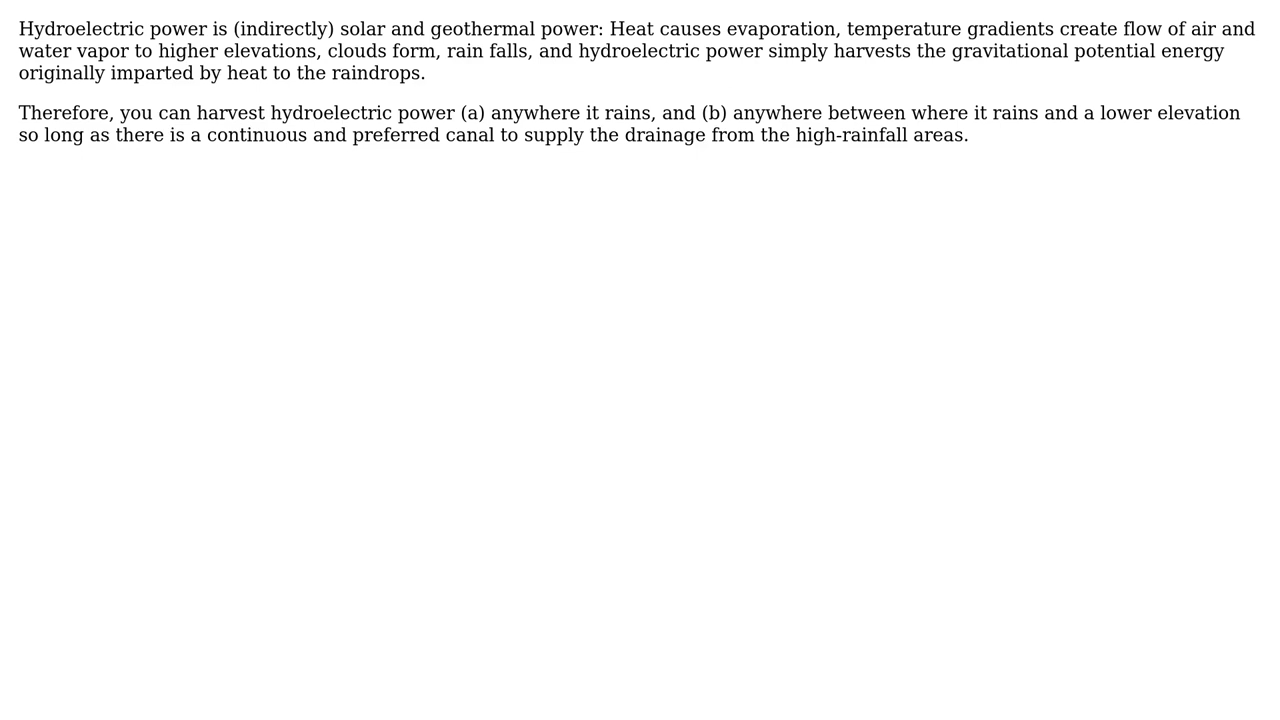 Hydroelectric power is (indirectly) solar and geothermal power: Heat causes evaporation, temperature gradients create flow of air and
water vapor to higher elevations, clouds form, rain falls, and hydroelectric power simply harvests the gravitational potential energy
originally imparted by heat to the raindrops.
Therefore, you can harvest hydroelectric power (a) anywhere it rains, and (b) anywhere between where it rains and a lower elevation
so long as there is a continuous and preferred canal to supply the drainage from the high-rainfall areas.